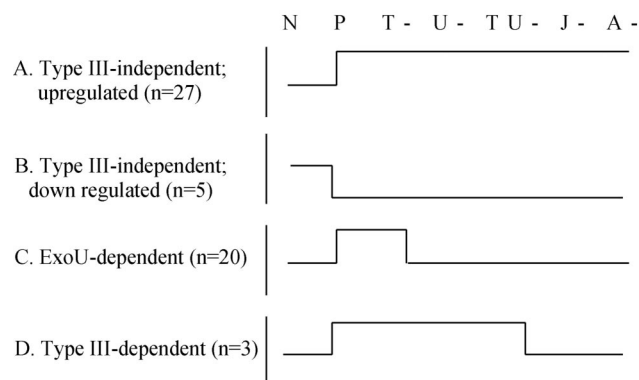 N P T - U - TU - J - A -
A. Type III-independent;
upregulated (n=27)
B. Type III-independent;
down regulated (n=5)
C. ExoU-dependent (n=20)
D. Type III-dependent (n=3)